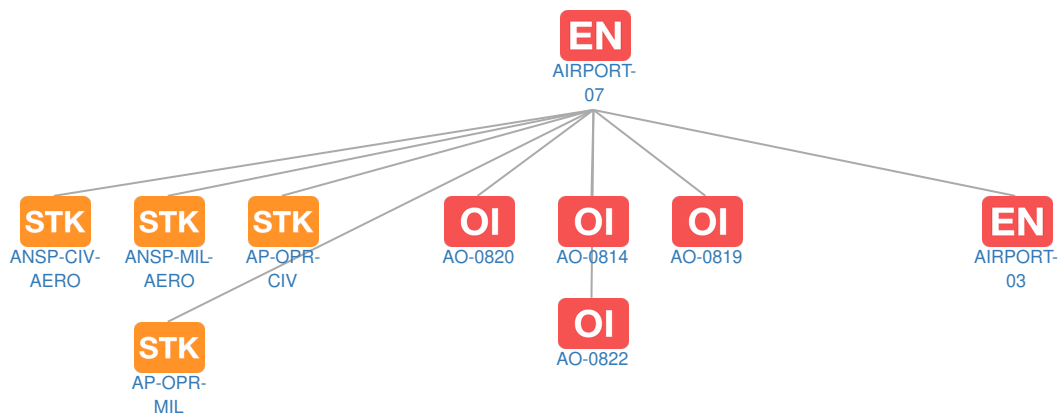 EN
AIRPORT-
07
STK
ANSP-CIV-
AERO
STK
ANSP-MIL-
AERO
STK
AP-OPR-
CIV
OI
AO-0820
OI
AO-0814
OI
AO-0819
EN
AIRPORT-
03
STK
AP-OPR-
MIL
OI
AO-0822